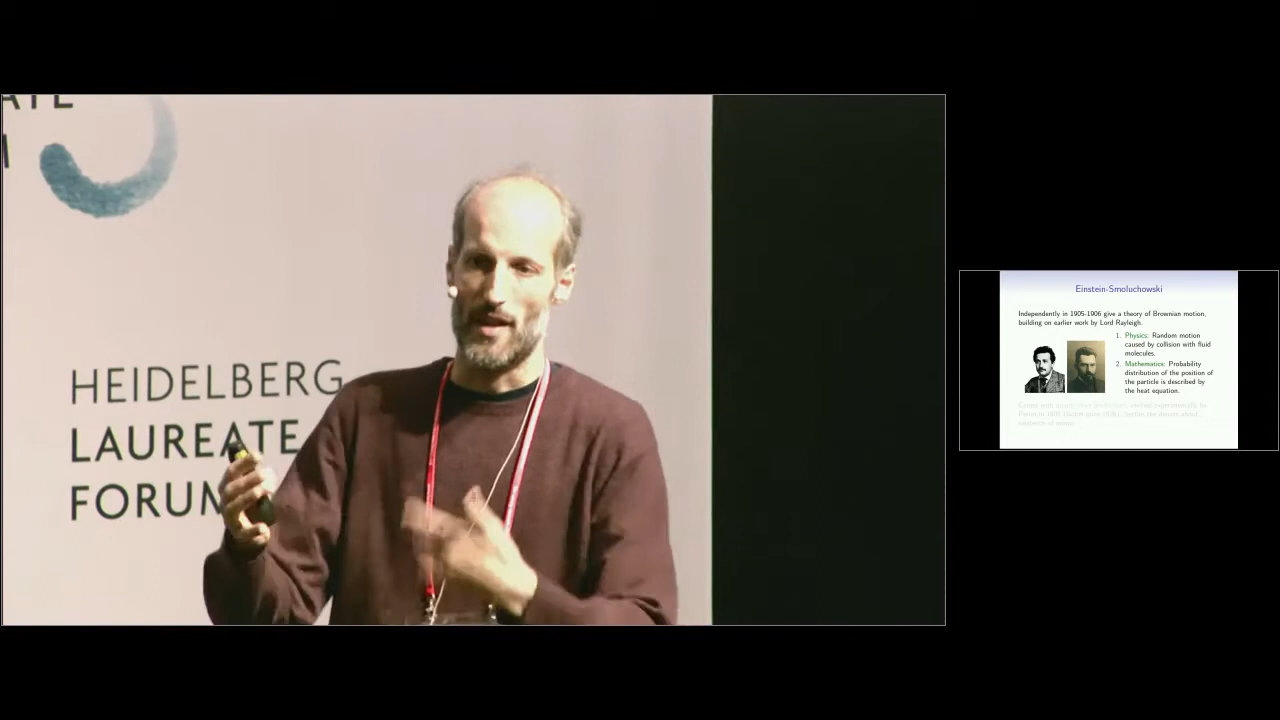 HEIDELBERG
LAUREATE
FORUM
Einstein-Smoluchowski
Independently in 1905-1906 give a theory of Brownian motion,
building on earlier work by Lord Rayleigh.
1. Physics: Random motion
caused by collision with fluid
molecules.
2. Mathematics: Probability
distribution of the position of
the particle is described by
the heat equation.